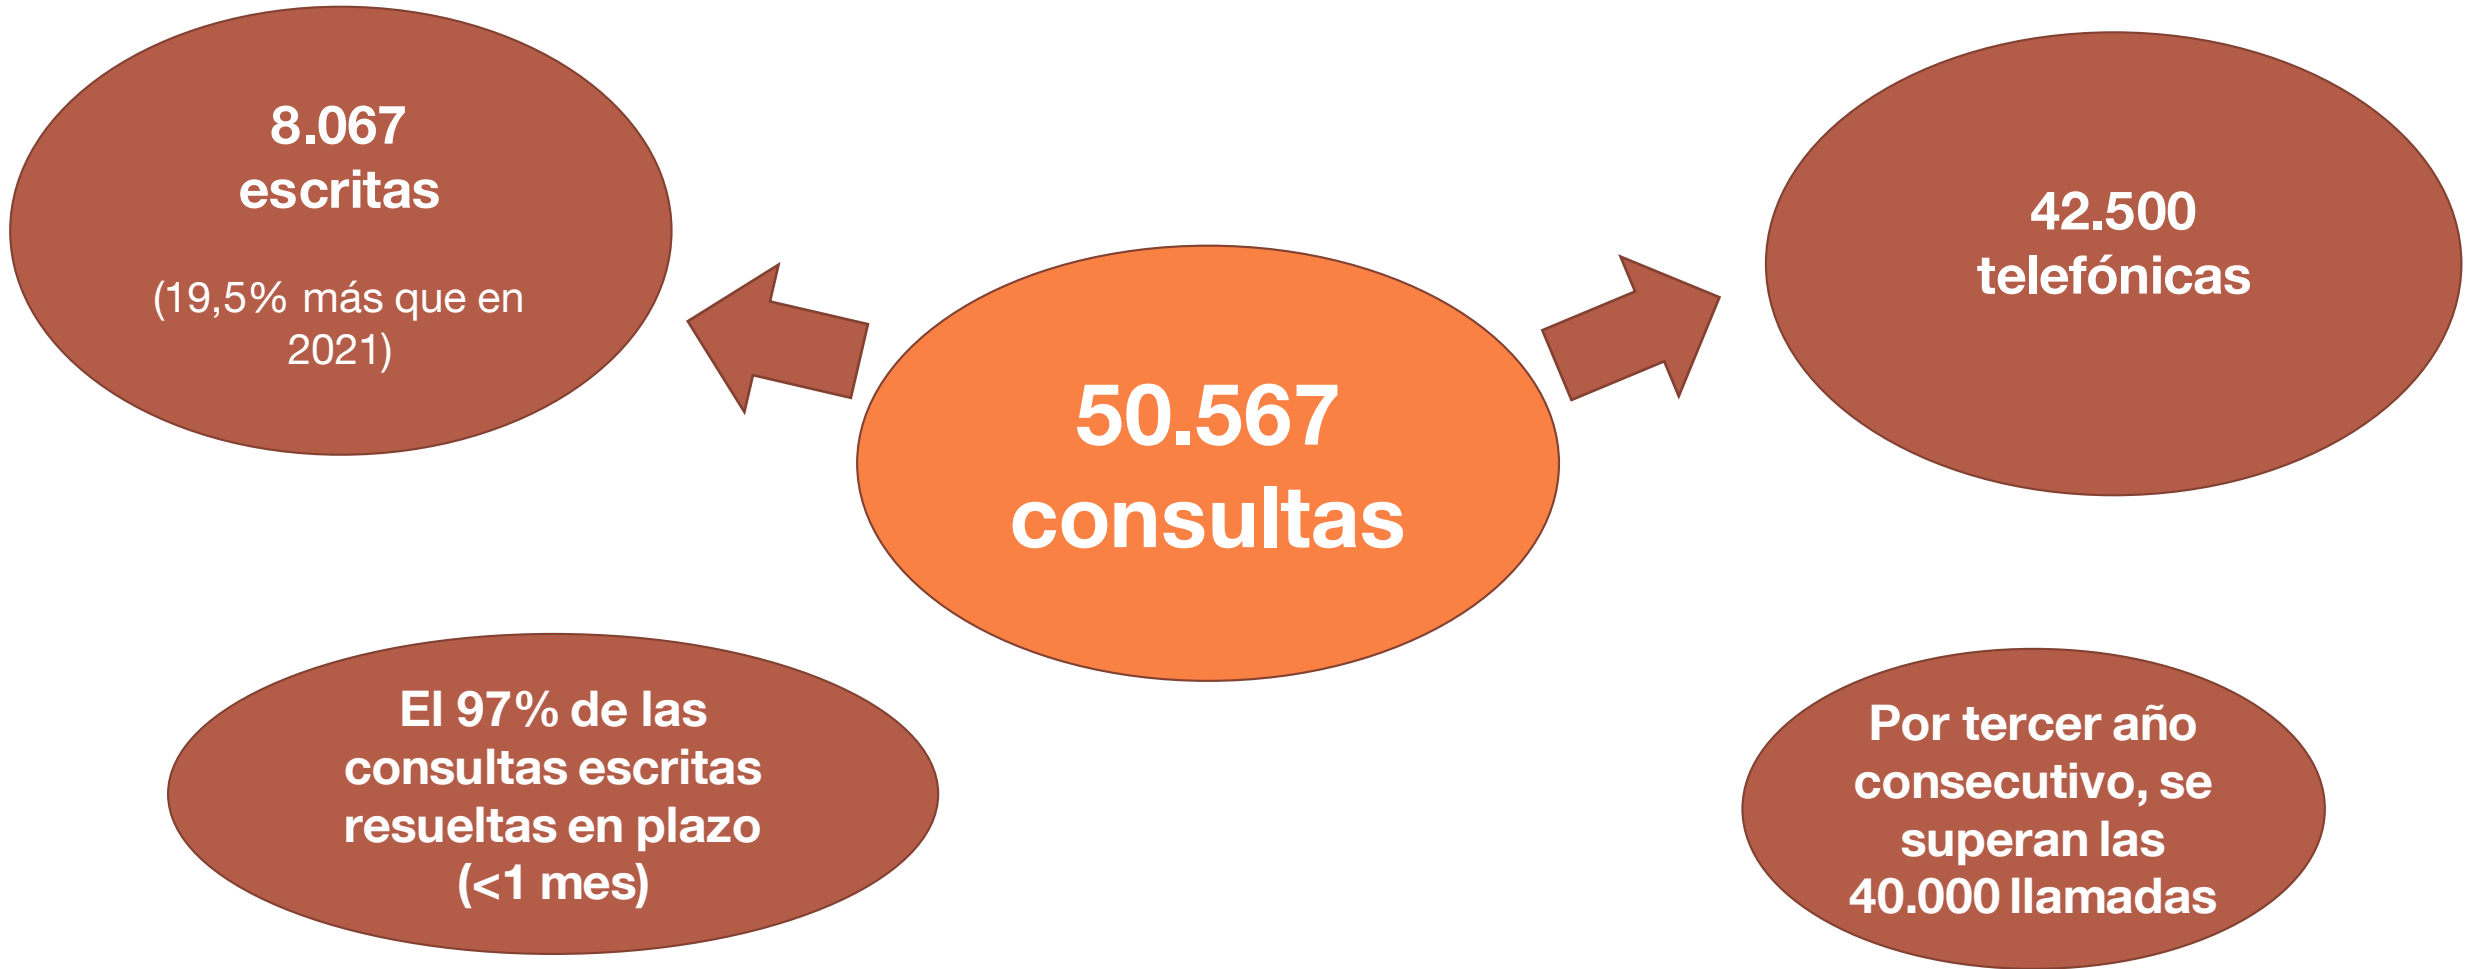 8.067
escritas
(19,5% más que en
2021)
42.500
telefónicas
50.567
consultas
El 97% de las
consultas escritas
resueltas en plazo
(<1 mes)
Por tercer año
consecutivo, se
superan las
40.000 llamadas